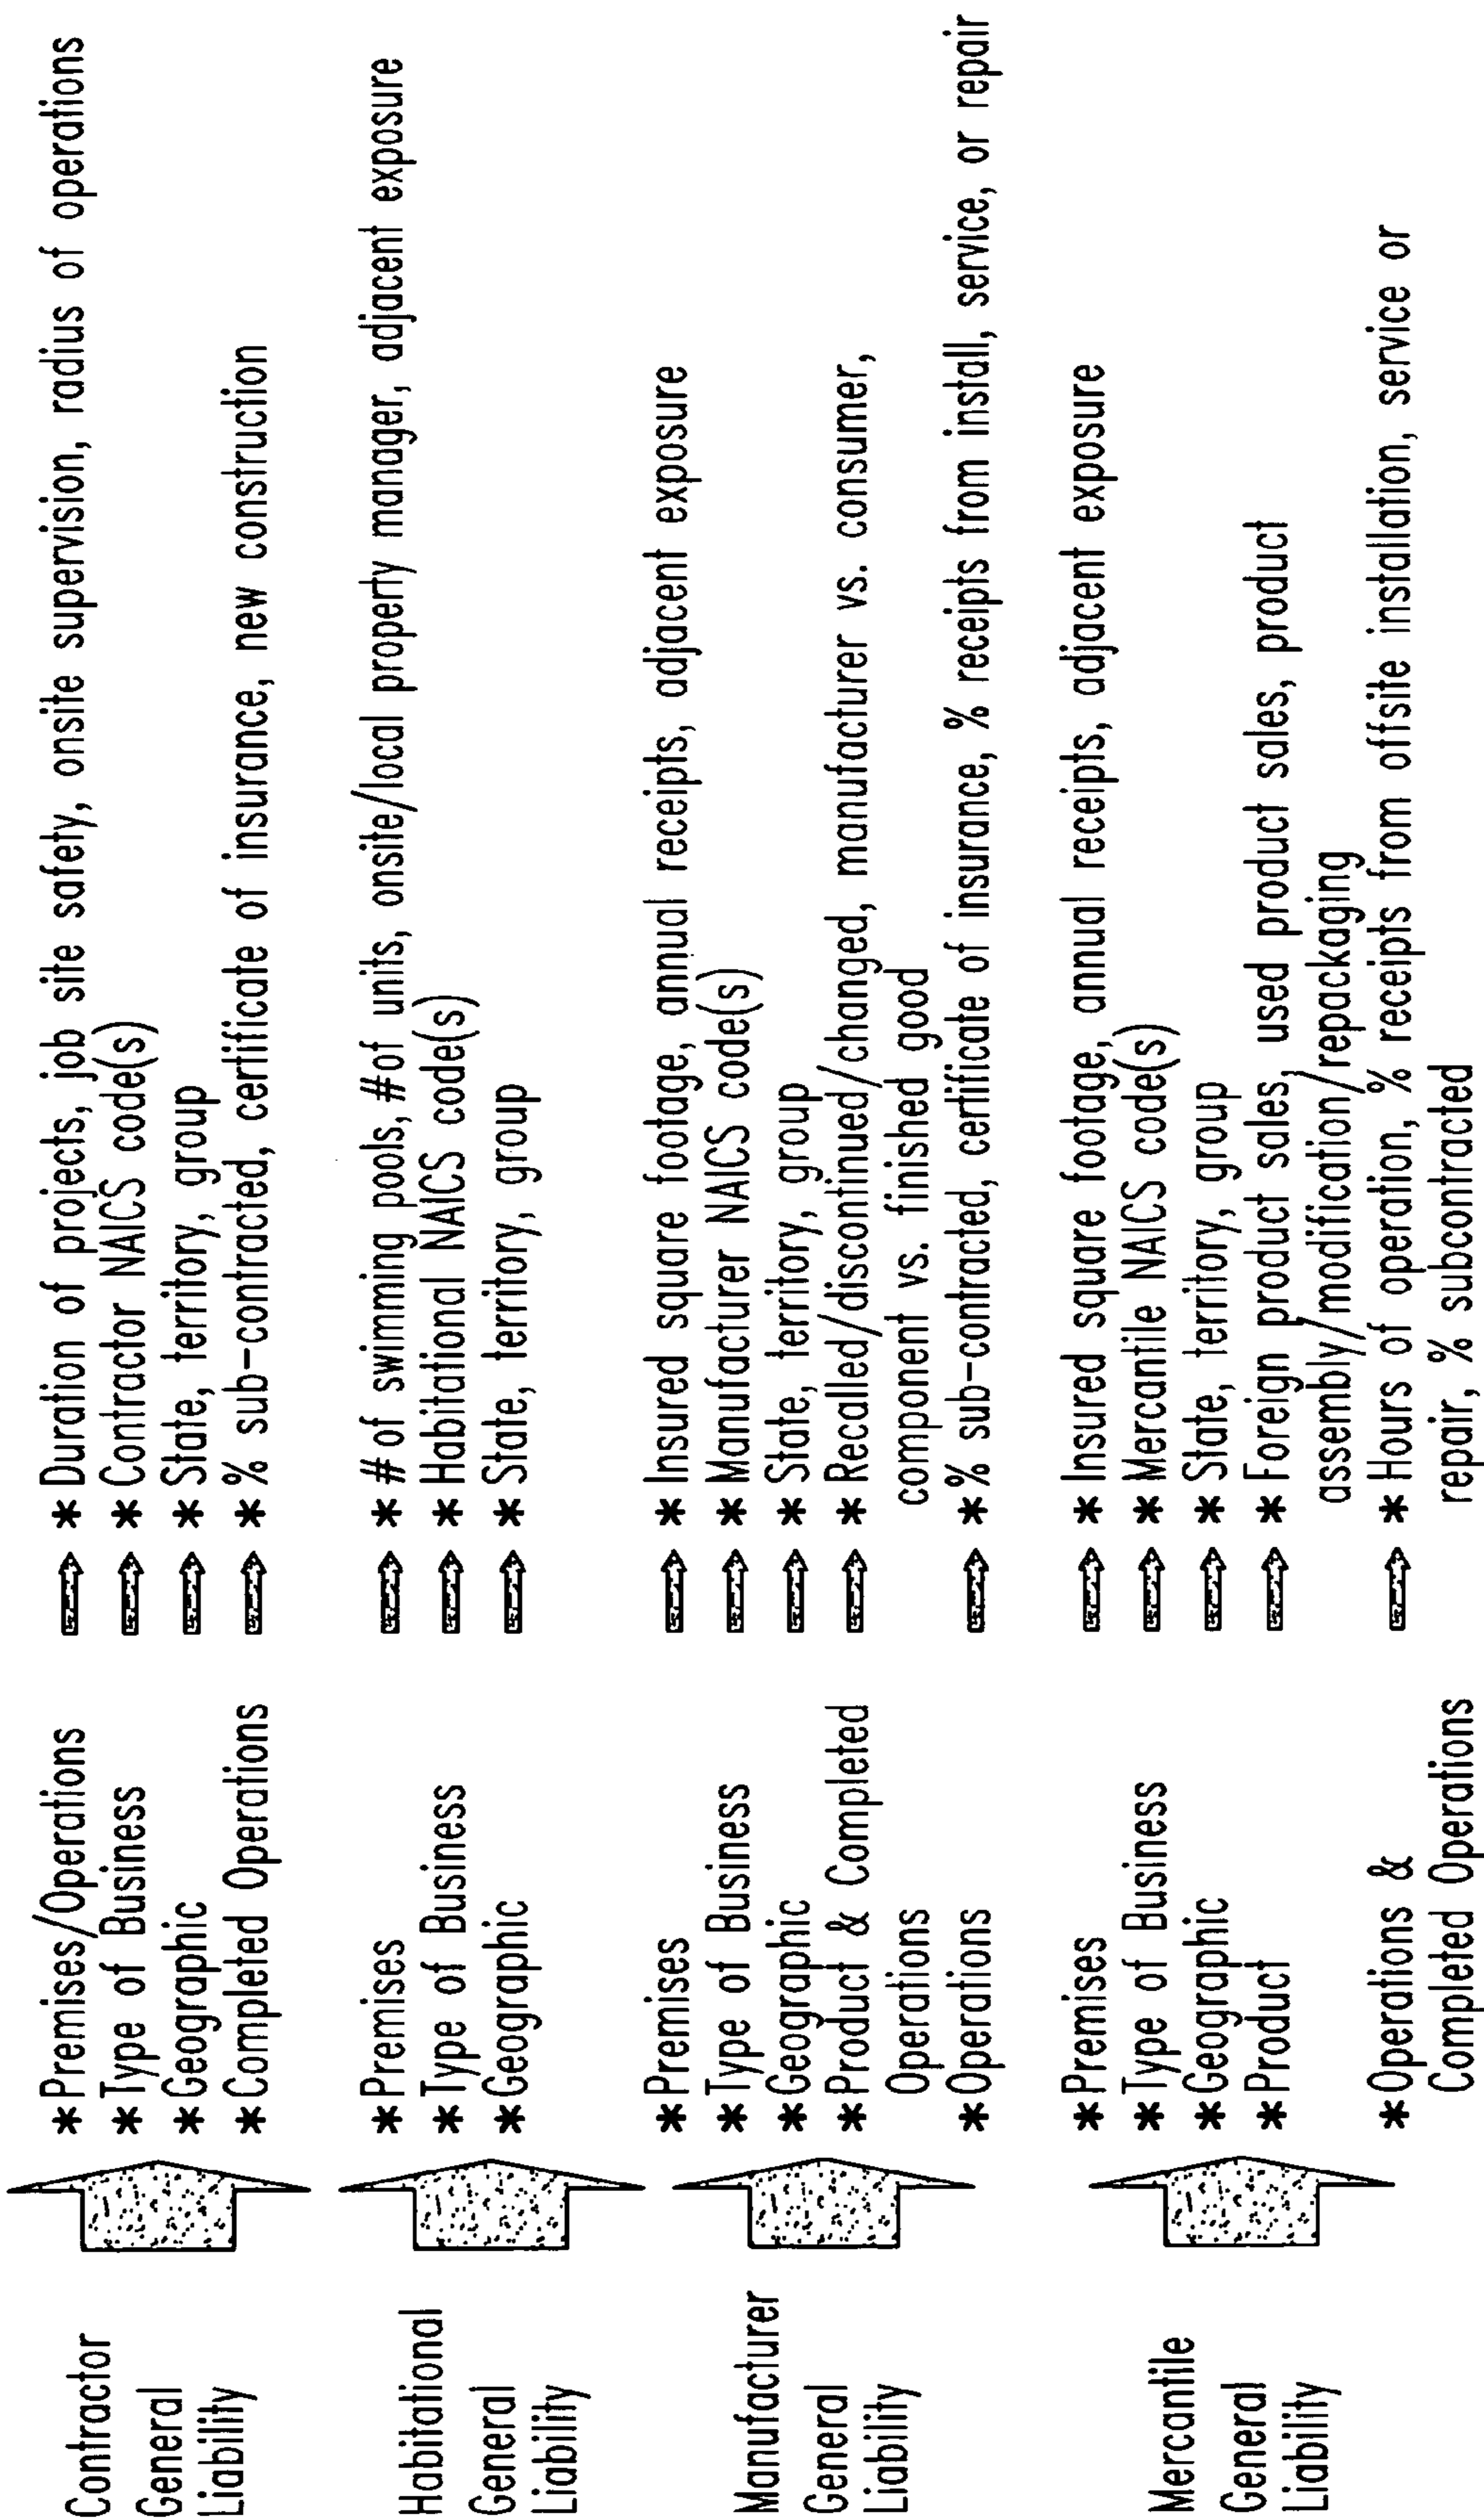 Contractor
General
Liability
* Premises/Operations
* Type of Business
* Geographic
* Completed Operations
* Duration of projects, job site safety, onsite supervision, radius of operations
* Contractor NAICS code(s)
* State, territory, group
* % sub-contracted, certificate of insurance, new construction
Habitational
General
Liability
* Premises
* Type of Business
* Geographic
* # of swimming pools, # of units, onsite/local property manager, adjacent exposure
* Habitational NAICS code(s)
* State, territory, group
Manufacturer
General
Liability
* Premises
* Type of Business
* Geographic
* Product & Completed
Operations
* Operations
* Insured square footage, annual receipts, adjacent exposure
* Manufacturer NAICS code(s)
* State, territory, group
* Recalled/discontinued/changed, manufacturer vs. consumer,
component vs. finished good
* % sub-contracted, certificate of insurance, % receipts from install, service, or repair
Mercantile
General
Liability
* Premises
* Type of Business
* Geographic
* Product
* Operations &
Completed Operations
* Insured square footage, annual receipts, adjacent exposure
* Mercantile NAICS code(s)
* State, territory, group
* Foreign product sales, used product sales, product
assembly/modification/repackaging
* Hours of operation, % receipts from offsite installation, service or
repair, % subcontracted